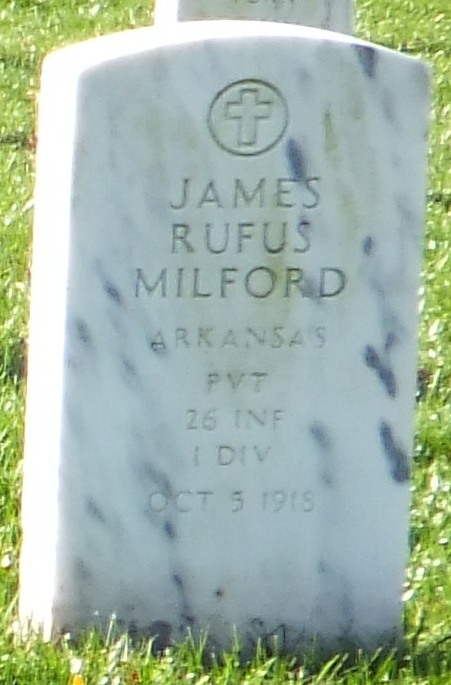 JAMES
RUFUS
MILFORD
ARKANSAS
PVT
26 INF
1 DIV
OCT 5 1918